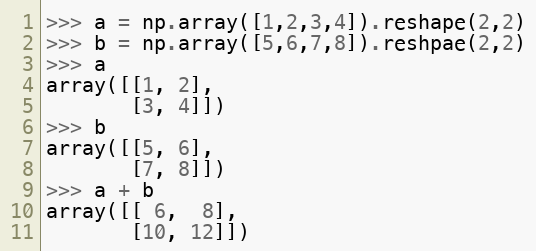 1 >>> a = np.array([1,2,3,4]).reshape(2,2)
2 >>> b = np.array([5,6,7,8]).reshpae(2,2)
3 >>> a
4 array([[1, 2],
5        [3, 4]])
6 >>> b
7 array([[5, 6],
8        [7, 8]])
9 >>> a + b
10 array([[ 6,  8],
11        [10, 12]])